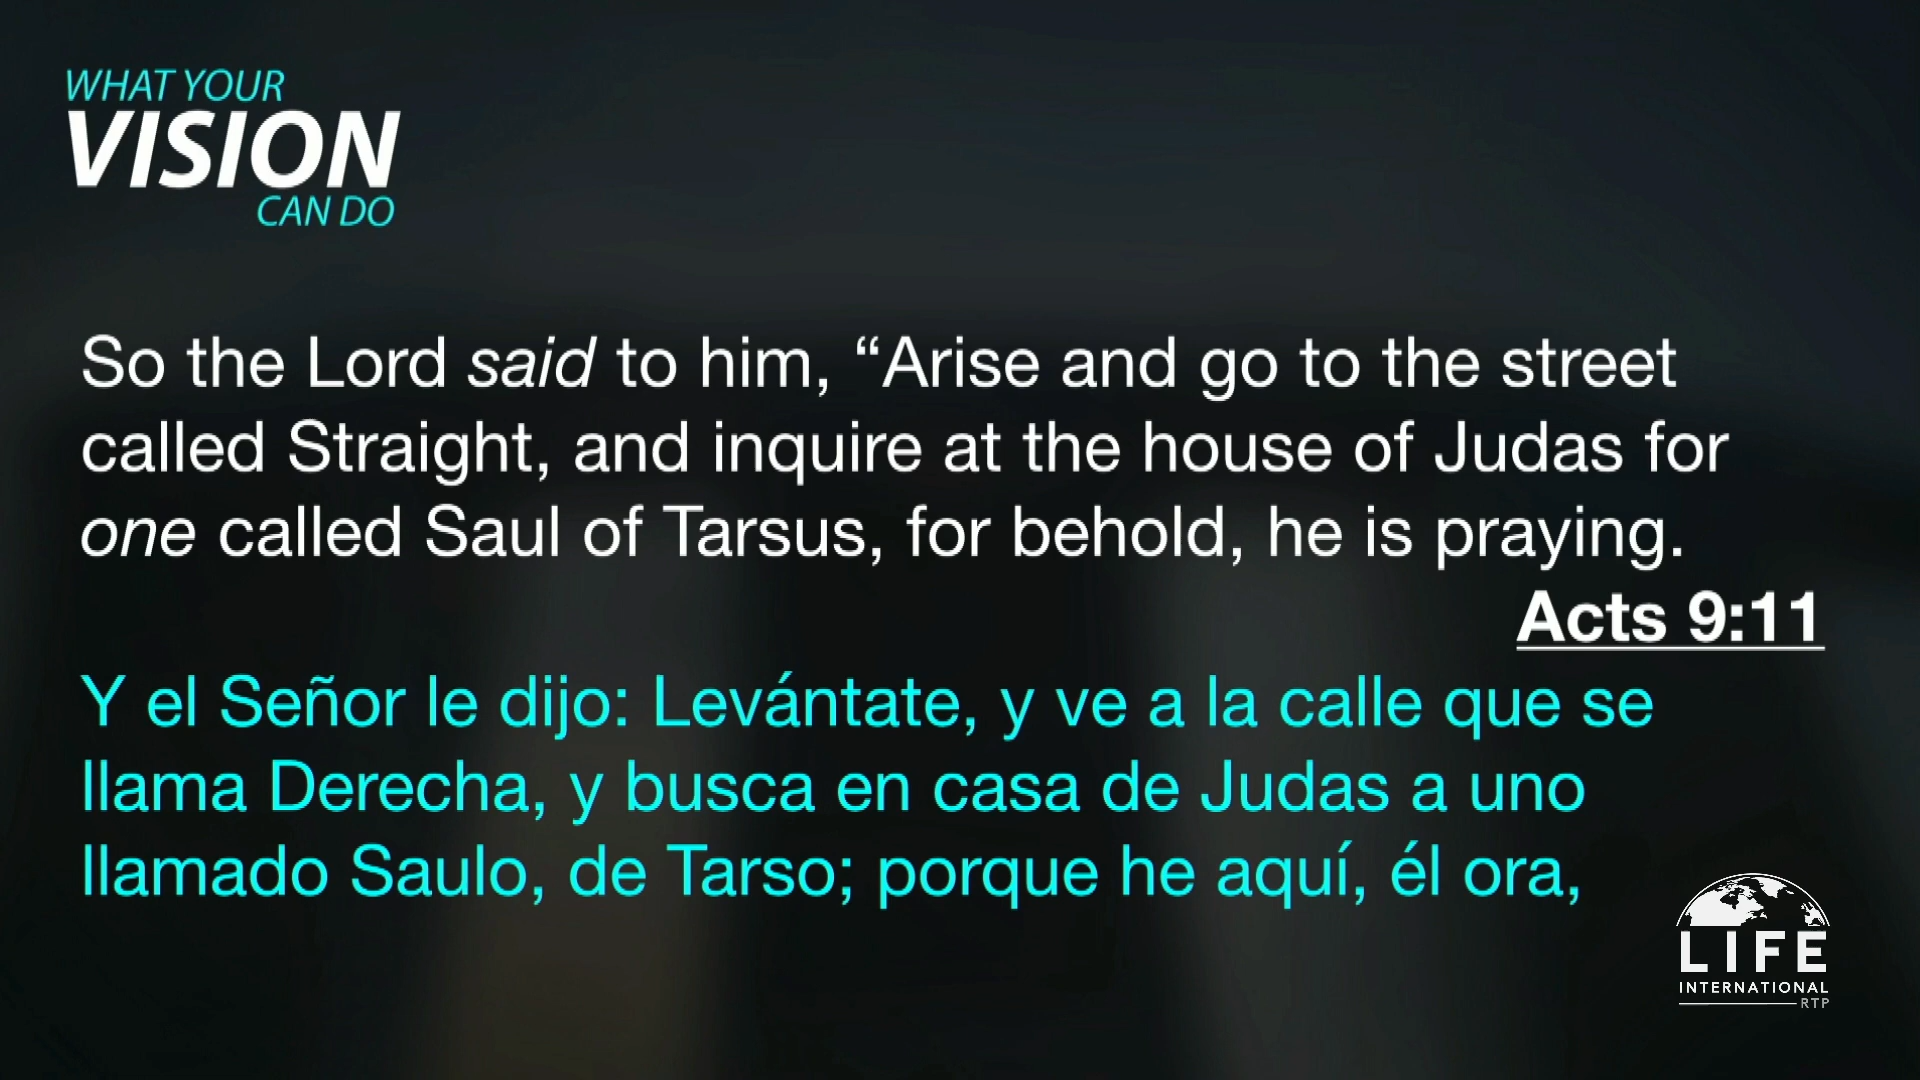 WHAT YOUR
VISION
CAN DO
So the Lord said to him, “Arise and go to the street
called Straight, and inquire at the house of Judas for
one called Saul of Tarsus, for behold, he is praying.
Acts 9:11
Y el Señor le dijo: Levántate, y ve a la calle que se
llama Derecha, y busca en casa de Judas a uno
llamado Saulo, de Tarso; porque he aquí, él ora,
LIFE
INTERNATIONAL
RTP